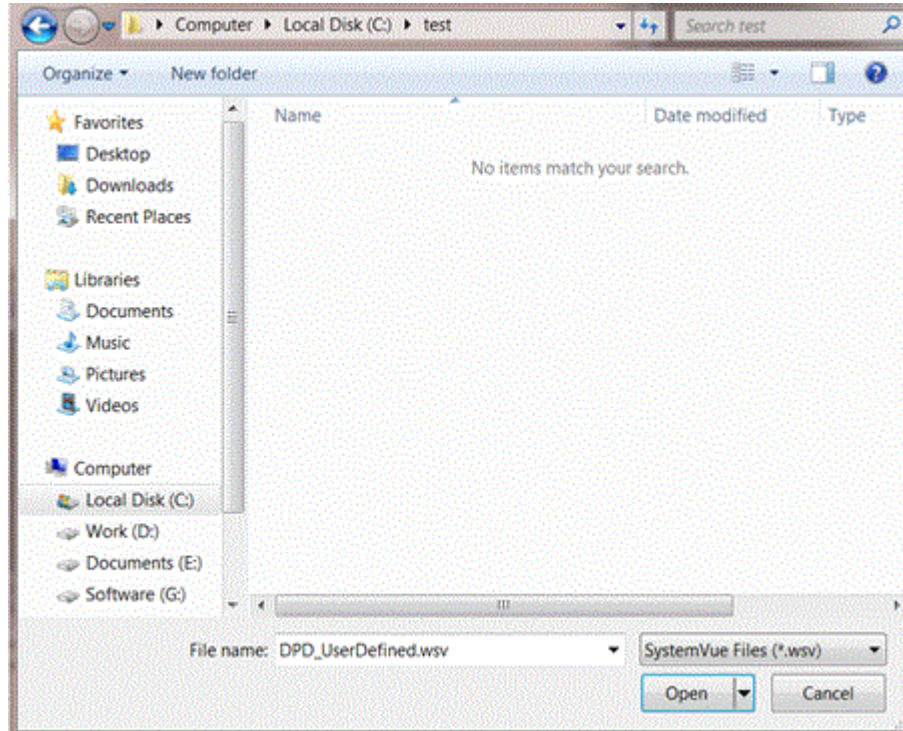 Computer Local Disk (C:) test
Search test
Organize New folder
Name Date modified Type
No items match your search.
Favorites
Desktop
Downloads
Recent Places
Libraries
Documents
Music
Pictures
Videos
Computer
Local Disk (C:)
Work (D:)
Documents (E:)
Software (G:)
File name: DPD_UserDefined.wsv SystemVue Files (*.wsv)
Open Cancel